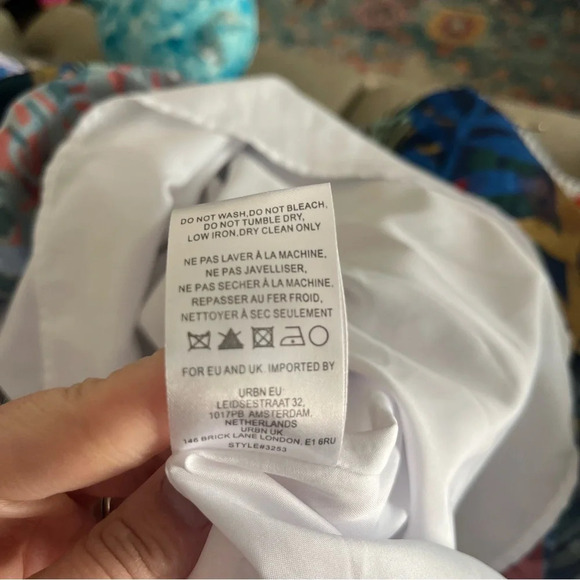 DO NOT WASH,DO NOT BLEACH,
DO NOT TUMBLE DRY,
LOW IRON,DRY CLEAN ONLY
NE PAS LAVER À LA MACHINE,
NE PAS JAVELLISER,
NE PAS SECHER À LA MACHINE,
REPASSER AU FER FROID,
NETTOYER À SEC SEULEMENT
FOR EU AND UK. IMPORTED BY
URBN EU
LEIDSESTRAAT 32,
1017PB AMSTERDAM,
NETHERLANDS
URBN UK
146 BRICK LANE LONDON, E1 6RU
STYLE#3253